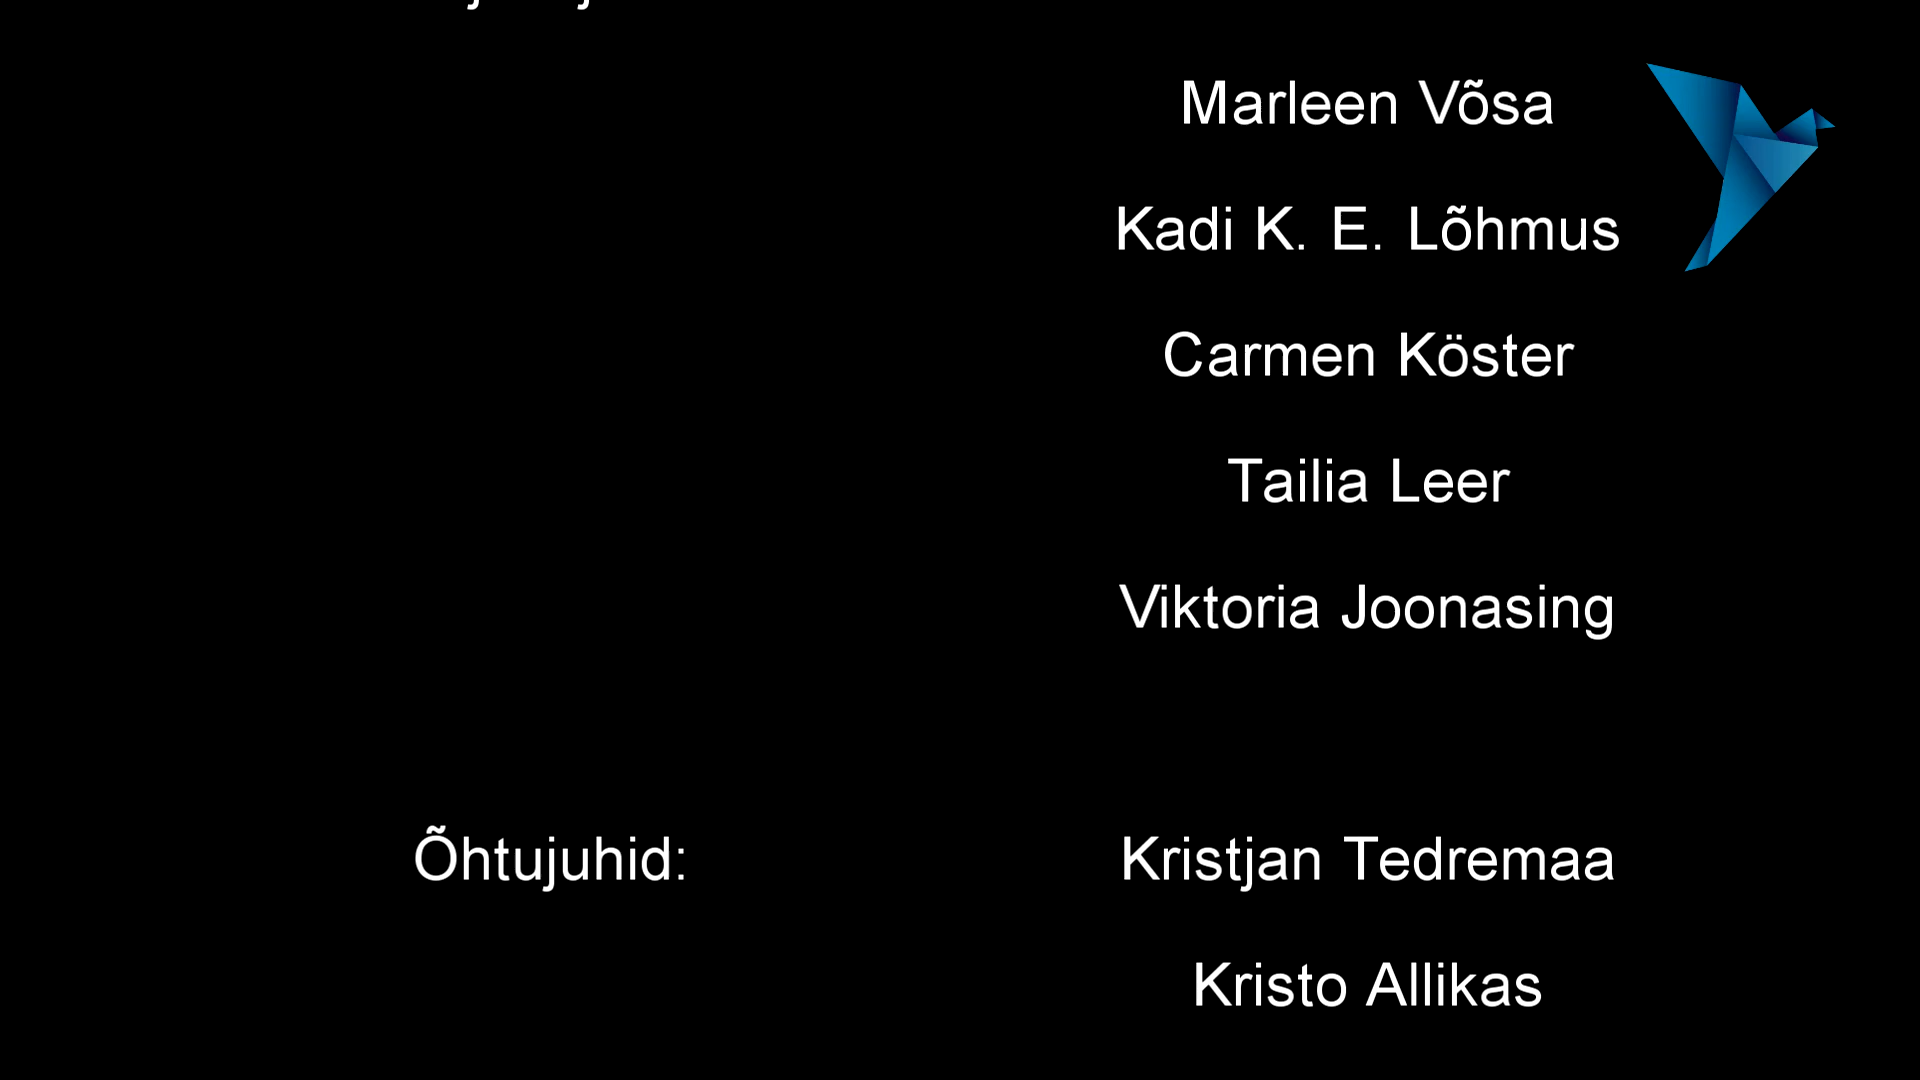 Marleen Võsa
Kadi K. E. Lõhmus
Carmen Köster
Tailia Leer
Viktoria Joonasing
Õhtujuhid: Kristjan Tedremaa
Kristo Allikas